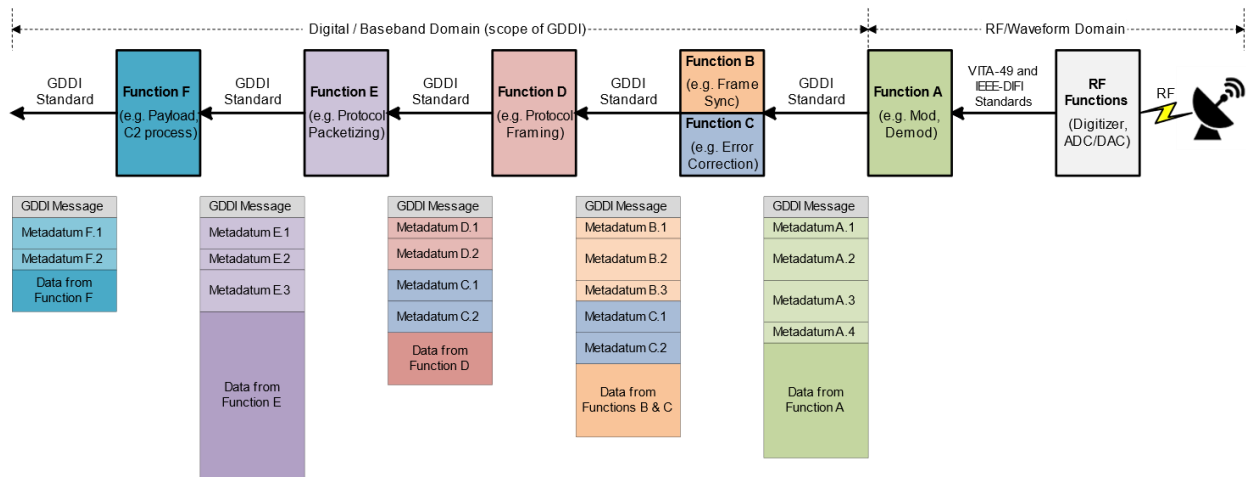 Digital / Baseband Domain (scope of GDDI)
RF/Waveform Domain
GDDI
Standard
Function F
(e.g. Payload,
C2 process)
GDDI
Standard
Function E
(e.g. Protocol
Packetizing)
GDDI
Standard
Function D
(e.g. Protocol
Framing)
GDDI
Standard
Function B
(e.g. Frame
Sync)
Function C
(e.g. Error
Correction)
GDDI
Standard
Function A
(e.g. Mod,
Demod)
VITA-49 and
IEEE-DIFI
Standards
RF
Functions
(Digitizer,
ADC/DAC)
RF
GDDI Message
Metadatum F.1
Metadatum F.2
Data from
Function F
GDDI Message
Metadatum E.1
Metadatum E.2
Metadatum E.3
Data from
Function E
GDDI Message
Metadatum D.1
Metadatum D.2
Metadatum C.1
Metadatum C.2
Data from
Function D
GDDI Message
Metadatum B.1
Metadatum B.2
Metadatum B.3
Metadatum C.1
Metadatum C.2
Data from
Functions B & C
GDDI Message
Metadatum A.1
Metadatum A.2
Metadatum A.3
Metadatum A.4
Data from
Function A